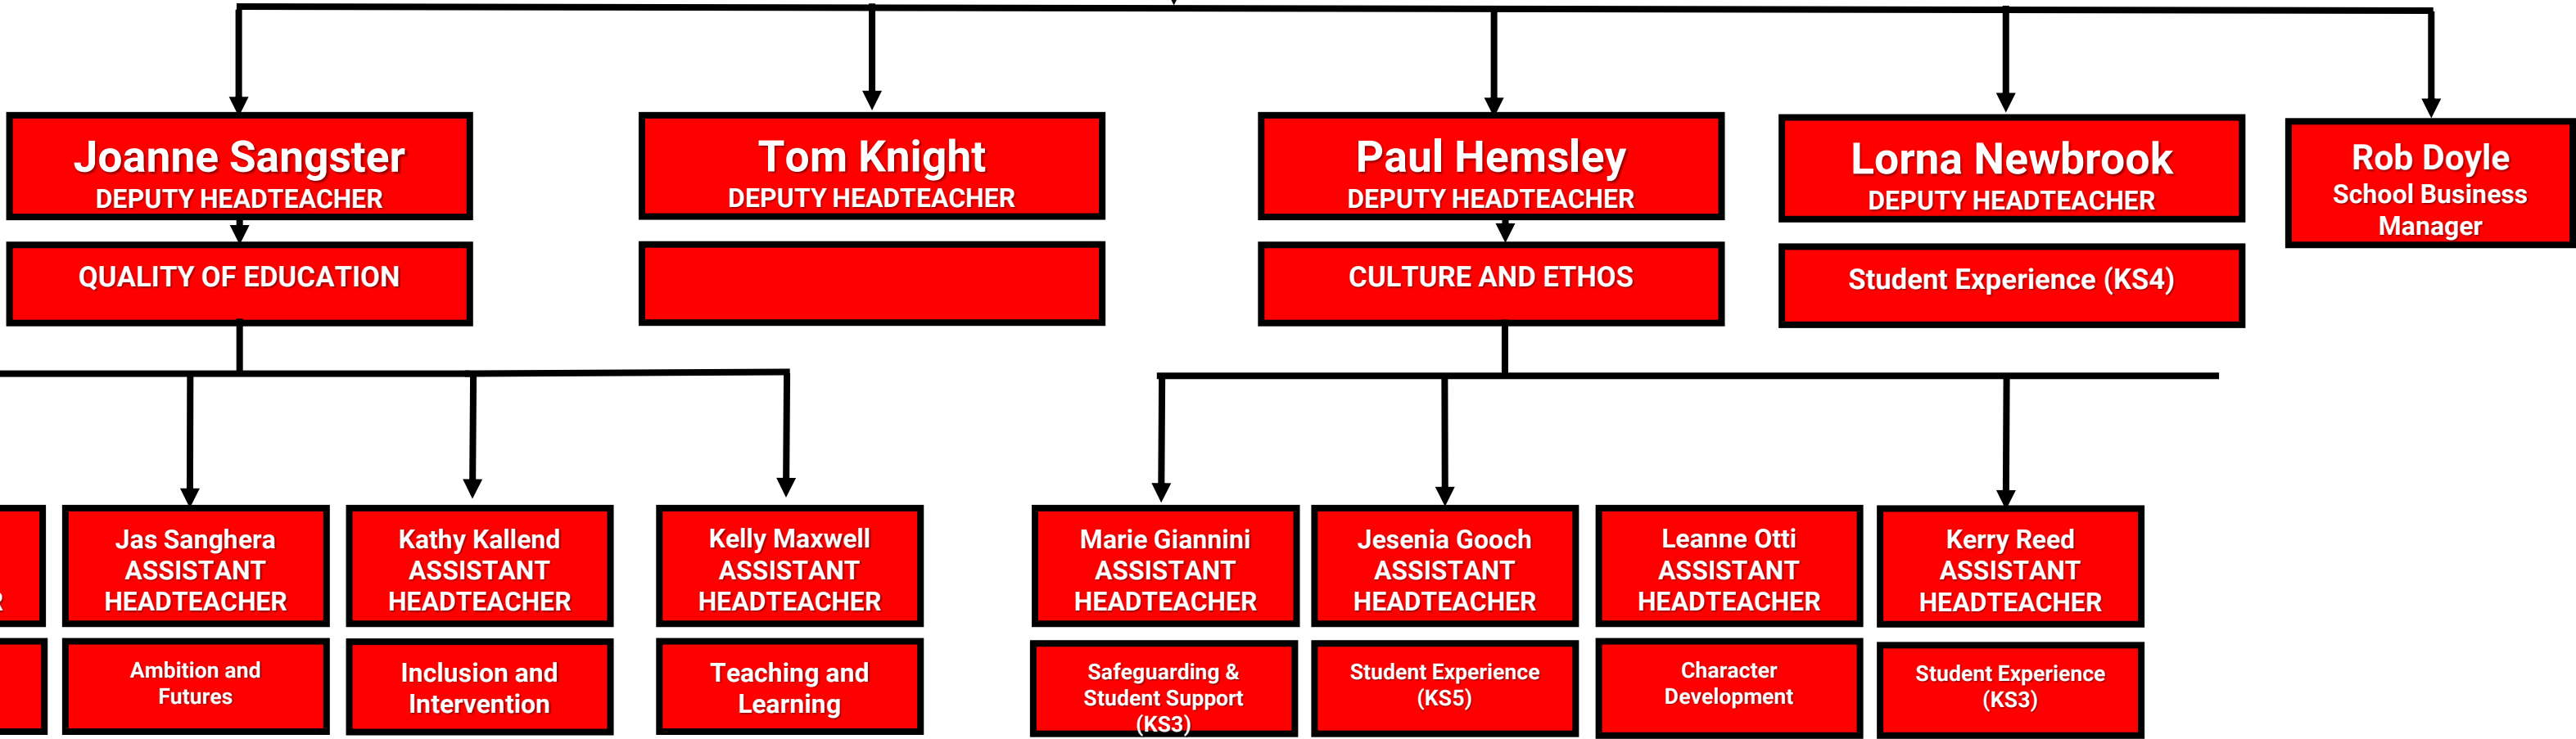 Joanne Sangster
DEPUTY HEADTEACHER
Tom Knight
DEPUTY HEADTEACHER
Paul Hemsley
DEPUTY HEADTEACHER
Lorna Newbrook
DEPUTY HEADTEACHER
Rob Doyle
School Business
Manager
QUALITY OF EDUCATION
CULTURE AND ETHOS
Student Experience (KS4)
Jas Sanghera
ASSISTANT
HEADTEACHER
Kathy Kallend
ASSISTANT
HEADTEACHER
Kelly Maxwell
ASSISTANT
HEADTEACHER
Marie Giannini
ASSISTANT
HEADTEACHER
Jesenia Gooch
ASSISTANT
HEADTEACHER
Leanne Otti
ASSISTANT
HEADTEACHER
Kerry Reed
ASSISTANT
HEADTEACHER
Ambition and
Futures
Inclusion and
Intervention
Teaching and
Learning
Safeguarding &
Student Support
(KS3)
Student Experience
(KS5)
Character
Development
Student Experience
(KS3)